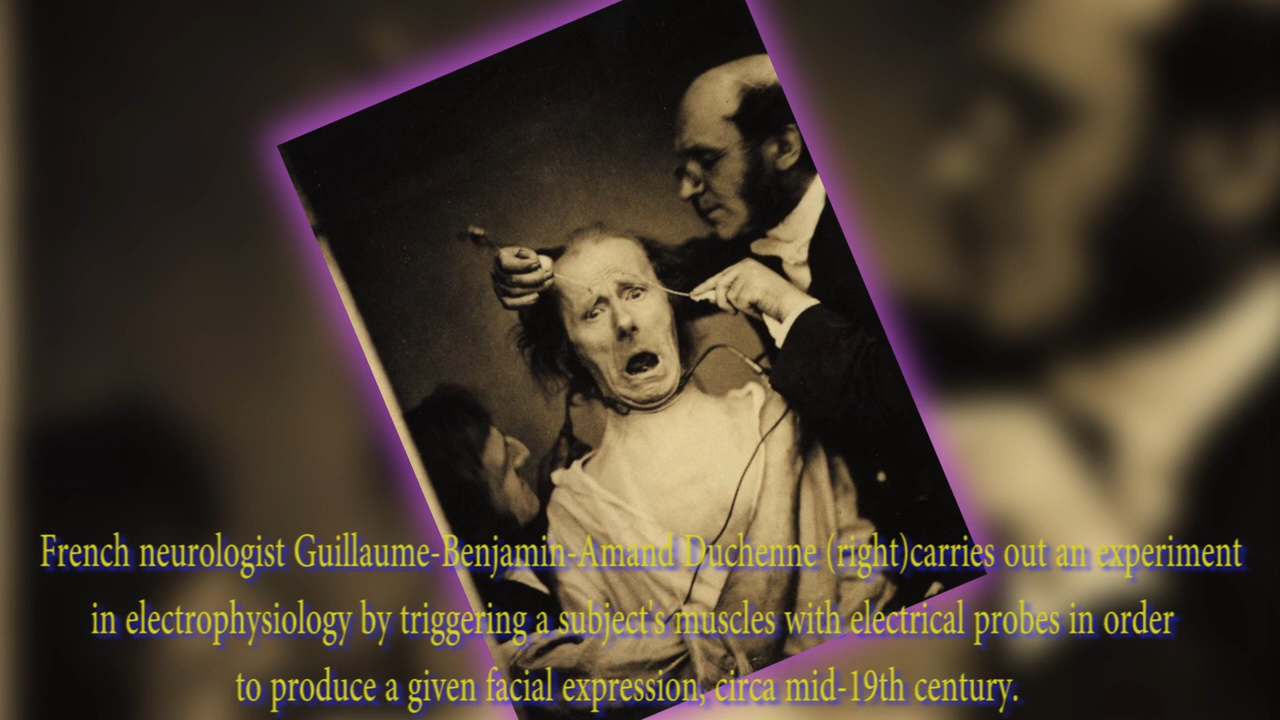 French neurologist Guillaume-Benjamin-Amand Duchenne (right)carries out an experiment
in electrophysiology by triggering a subject's muscles with electrical probes in order
to produce a given facial expression, circa mid-19th century.